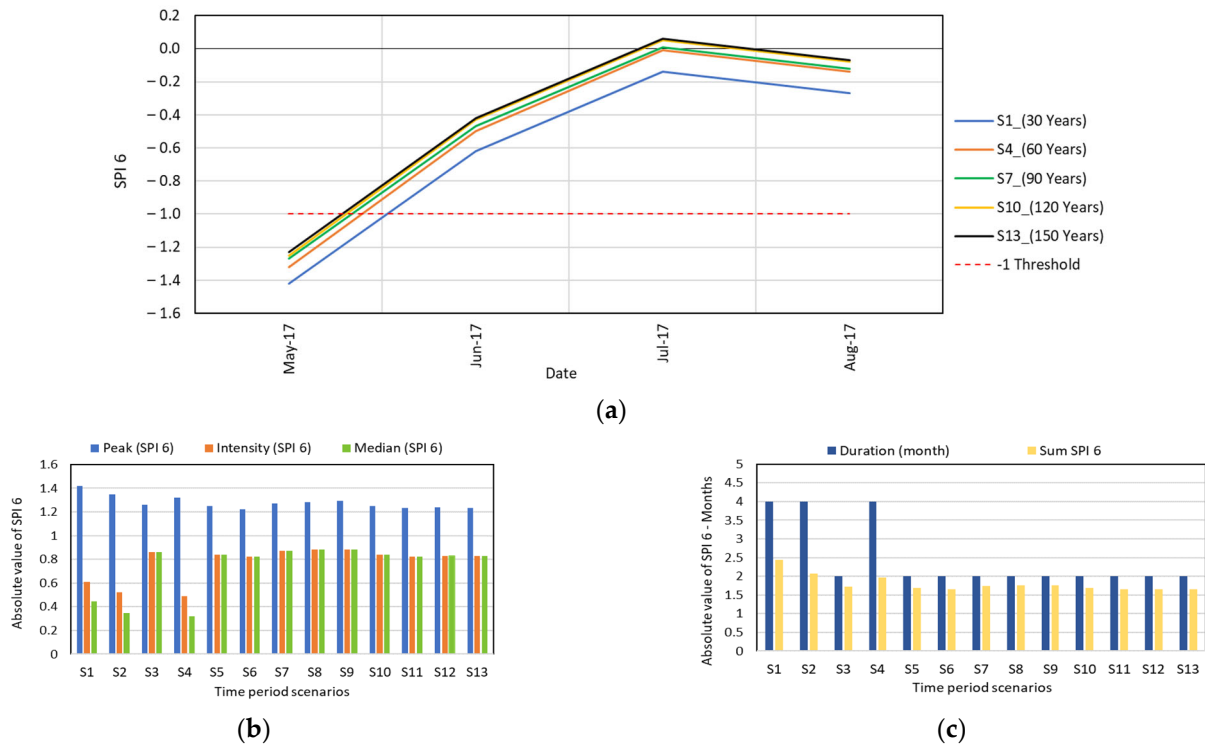 0.2
0.0
− 0.2
− 0.4
− 0.6
− 0.8
− 1.0
− 1.2
− 1.4
− 1.6
SPI 6
May-17
Jun-17
Jul-17
Aug-17
Date
S1_(30 Years)
S4_(60 Years)
S7_(90 Years)
S10_(120 Years)
S13_(150 Years)
-1 Threshold
(a)
Peak (SPI 6) Intensity (SPI 6) Median (SPI 6)
1.6
1.4
1.2
1
0.8
0.6
0.4
0.2
0
Absolute value of SPI 6
S1 S2 S3 S4 S5 S6 S7 S8 S9 S10 S11 S12 S13
Time period scenarios
(b)
Duration (month) Sum SPI 6
5
4.5
4
3.5
3
2.5
2
1.5
1
0.5
0
Absolute value of SPI 6 - Months
S1 S2 S3 S4 S5 S6 S7 S8 S9 S10 S11 S12 S13
Time period scenarios
(c)